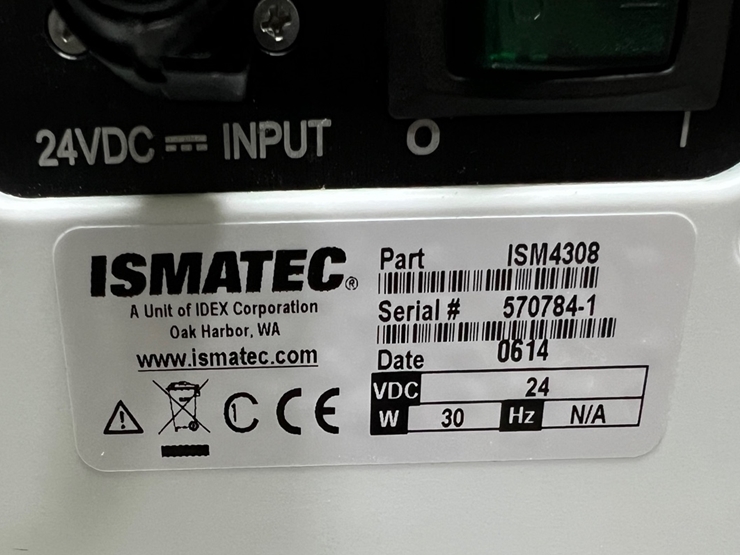 24VDC ⎓ INPUT
O
|
ISMATEC®
A Unit of IDEX Corporation
Oak Harbor, WA
www.ismatec.com
CE
Part ISM4308
Serial # 570784-1
Date 0614
VDC 24
W 30 Hz N/A